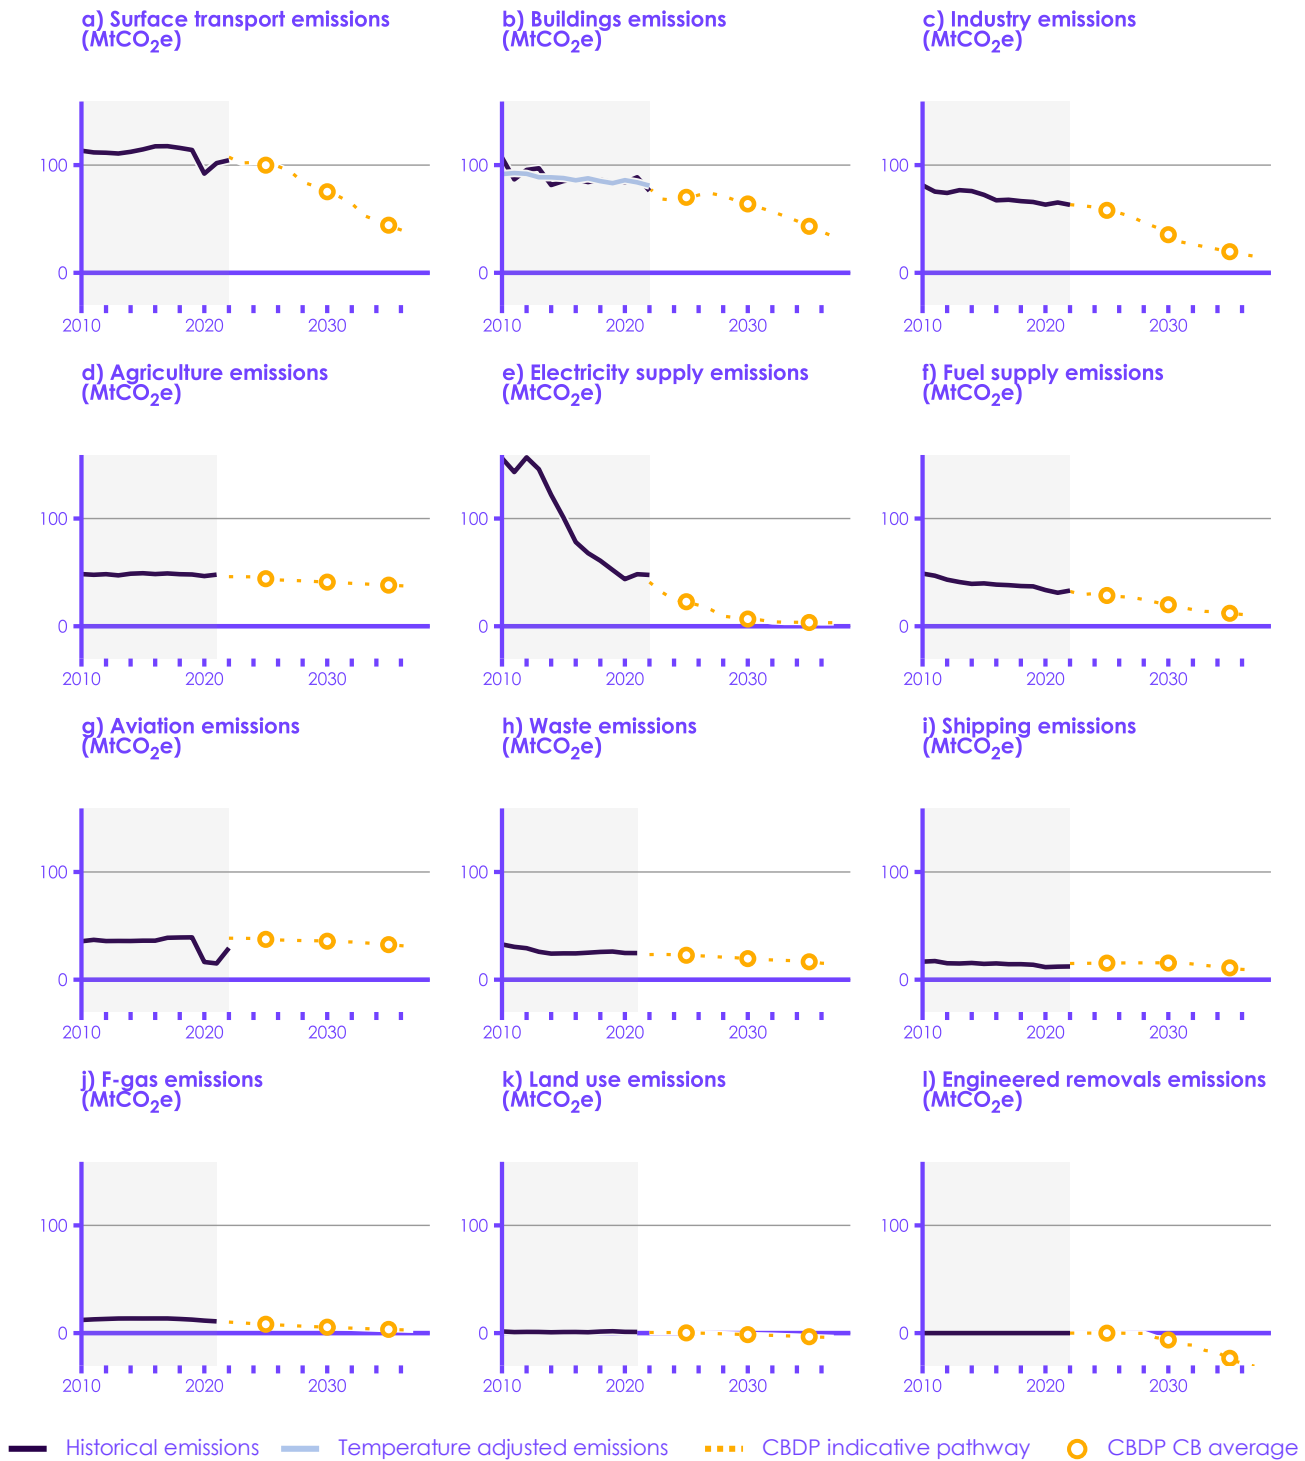 a) Surface transport emissions
(MtCO₂e)
b) Buildings emissions
(MtCO₂e)
c) Industry emissions
(MtCO₂e)
100
0
2010 2020 2030
100
0
2010 2020 2030
100
0
2010 2020 2030
d) Agriculture emissions
(MtCO₂e)
e) Electricity supply emissions
(MtCO₂e)
f) Fuel supply emissions
(MtCO₂e)
100
0
2010 2020 2030
100
0
2010 2020 2030
100
0
2010 2020 2030
g) Aviation emissions
(MtCO₂e)
h) Waste emissions
(MtCO₂e)
i) Shipping emissions
(MtCO₂e)
100
0
2010 2020 2030
100
0
2010 2020 2030
100
0
2010 2020 2030
j) F-gas emissions
(MtCO₂e)
k) Land use emissions
(MtCO₂e)
l) Engineered removals emissions
(MtCO₂e)
100
0
2010 2020 2030
100
0
2010 2020 2030
100
0
2010 2020 2030
Historical emissions
Temperature adjusted emissions
CBDP indicative pathway
CBDP CB average